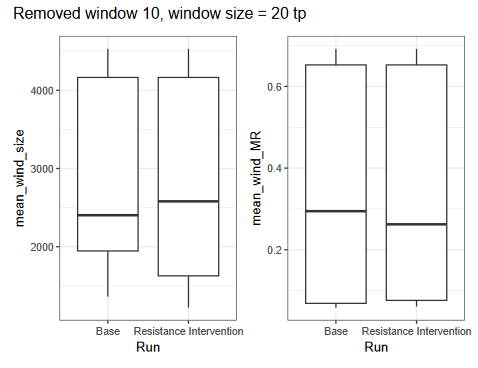 Removed window 10, window size = 20 tp
mean_wind_size
4000
3000
2000
Base
Resistance Intervention
Run
mean_wind_MR
0.6
0.4
0.2
Base
Resistance Intervention
Run